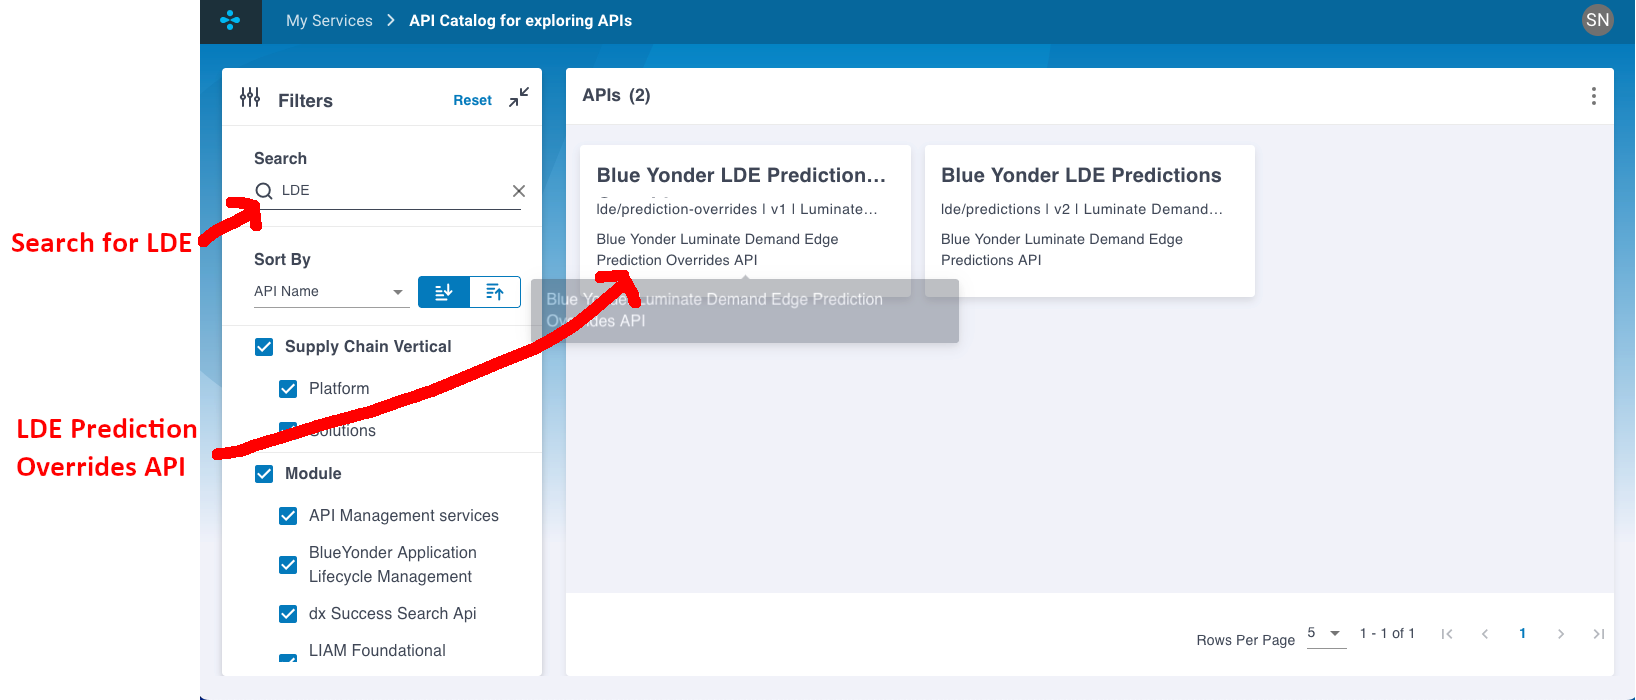 My Services > API Catalog for exploring APIs
SN
Filters
Reset
Search
LDE
Search for LDE
Sort By
API Name
Supply Chain Vertical
Platform
Solutions
LDE Prediction
Overrides API
Module
API Management services
BlueYonder Application
Lifecycle Management
dx Success Search Api
LIAM Foundational
APIs (2)
Blue Yonder LDE Prediction...
lde/prediction-overrides | v1 | Luminate...
Blue Yonder Luminate Demand Edge
Prediction Overrides API
Blue Yonder LDE Predictions
lde/predictions | v2 | Luminate Demand...
Blue Yonder Luminate Demand Edge
Predictions API
Blue Yonder Luminate Demand Edge Prediction
Overrides API
Rows Per Page 5 1 - 1 of 1 1